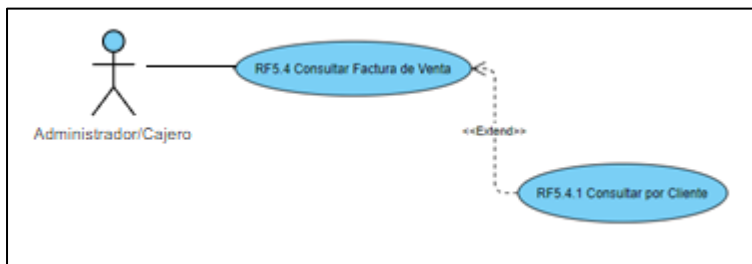 RF5.4 Consultar Factura de Venta
Administrador/Cajero
<<Extend>>
RF5.4.1 Consultar por Cliente